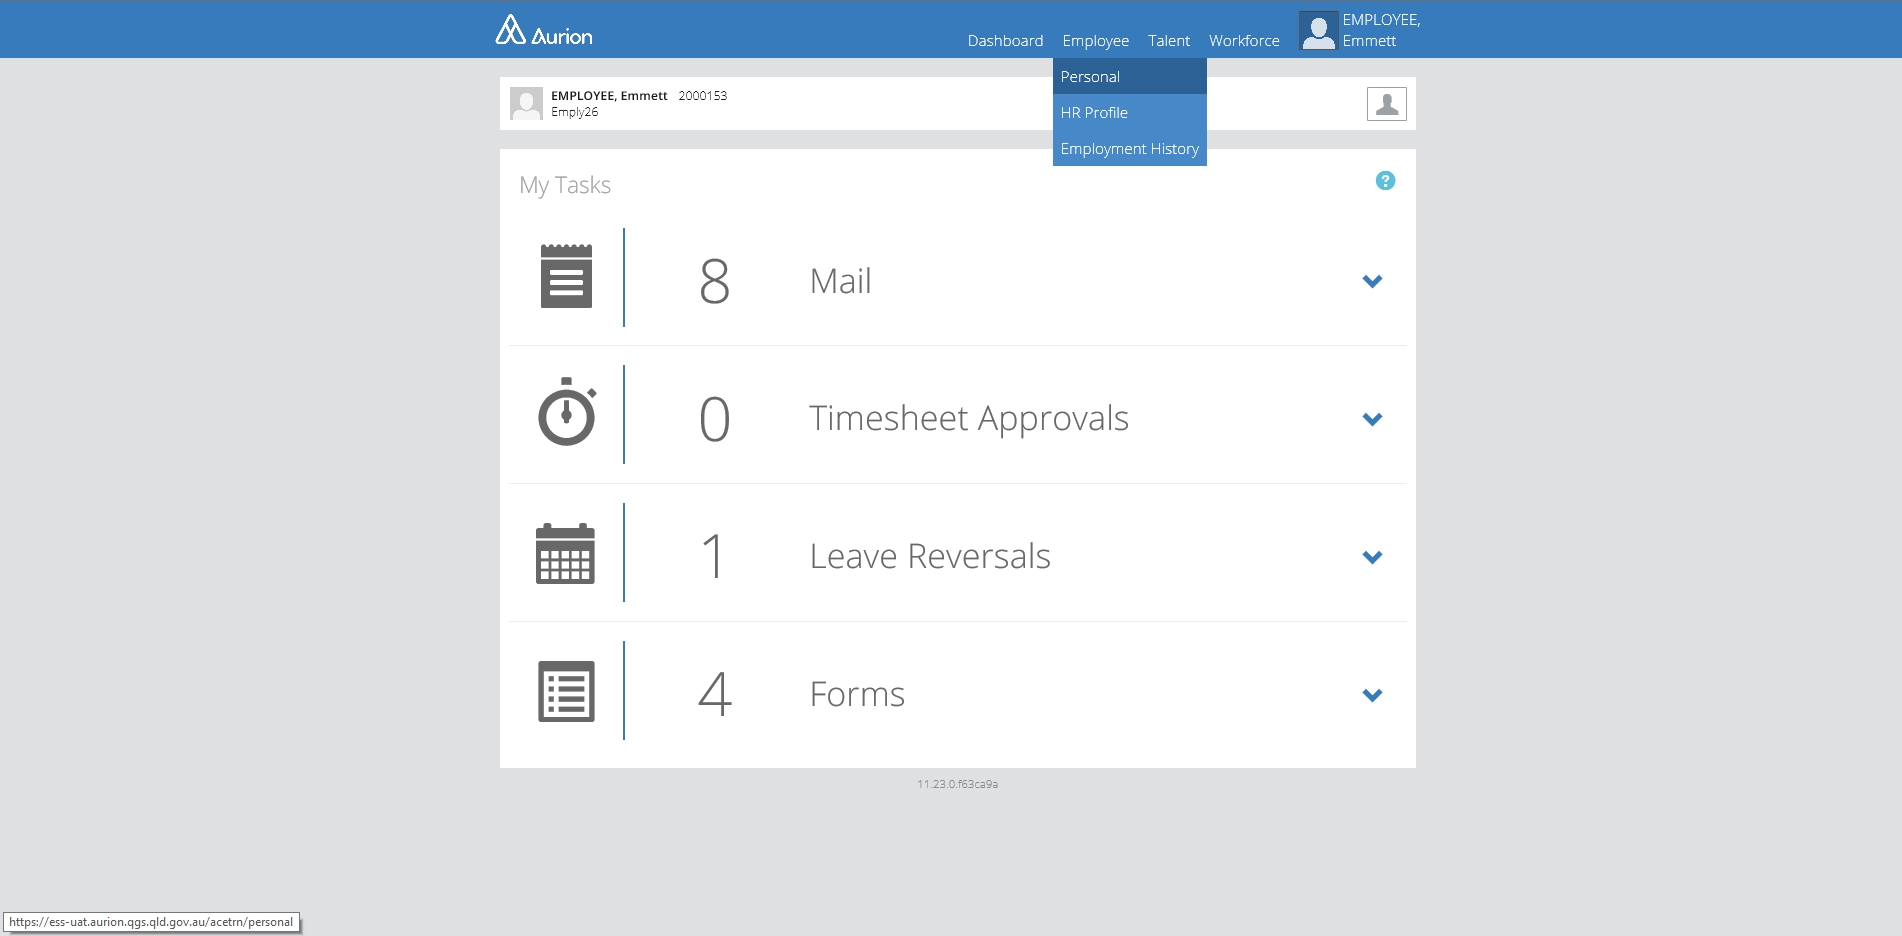 Aurion
Dashboard Employee Talent Workforce
EMPLOYEE,
Emmett
Personal
HR Profile
Employment History
EMPLOYEE, Emmett 2000153
Emply26
My Tasks
?
8 Mail
0 Timesheet Approvals
1 Leave Reversals
4 Forms
11.23.0.f63ca9a
https://ess-uat.aurion.qgs.qld.gov.au/acetrn/personal